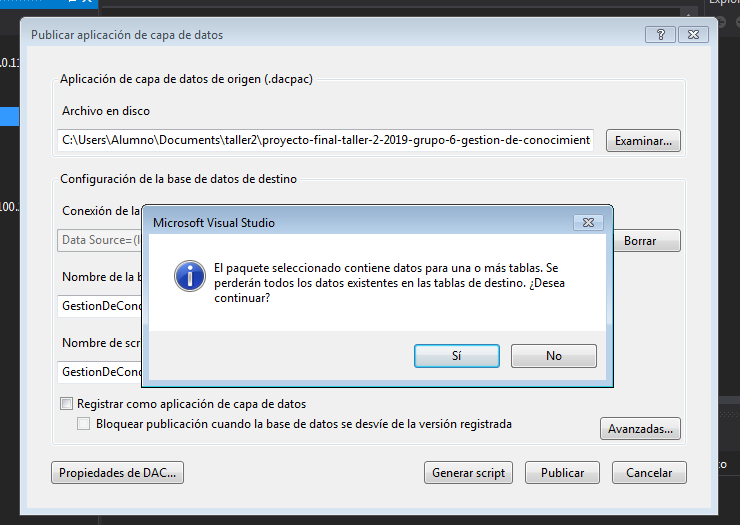 Explor
Publicar aplicación de capa de datos
.0.11
Aplicación de capa de datos de origen (.dacpac)
Archivo en disco
C:\Users\Alumno\Documents\taller2\proyecto-final-taller-2-2019-grupo-6-gestion-de-conocimient
Examinar...
Configuración de la base de datos de destino
100.
Conexión de la
Data Source=(l
Borrar
Microsoft Visual Studio
El paquete seleccionado contiene datos para una o más tablas. Se
perderán todos los datos existentes en las tablas de destino. ¿Desea
continuar?
Sí
No
Nombre de la b
GestionDeCono
Nombre de scr
GestionDeCono
Registrar como aplicación de capa de datos
Bloquear publicación cuando la base de datos se desvíe de la versión registrada
Avanzadas...
to
Propiedades de DAC...
Generar script
Publicar
Cancelar